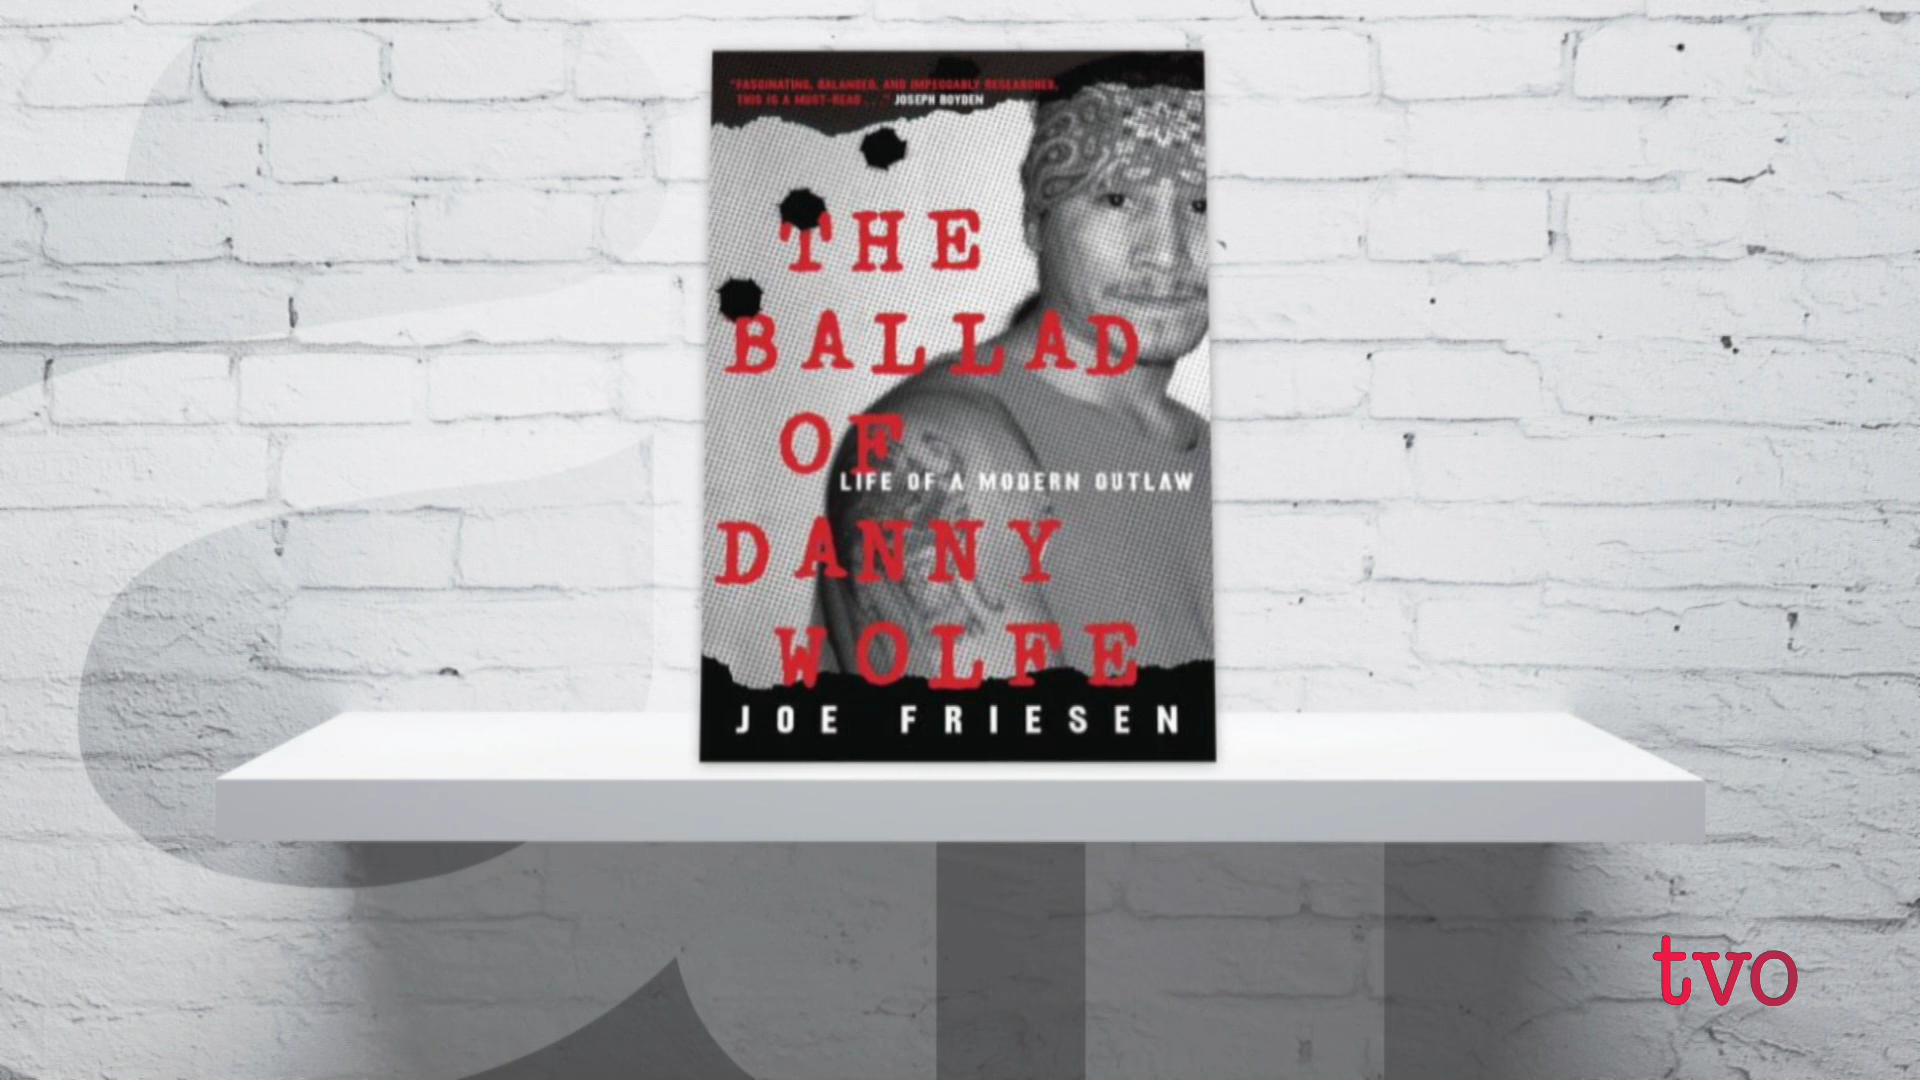 "FASCINATING, BALANCED, AND IMPECCABLY RESEARCHED,
THIS IS A MUST-READ . . ." JOSEPH BOYDEN
THE
BALLAD
OF
LIFE OF A MODERN OUTLAW
DANNY
WOLFE
JOE FRIESEN
tvo